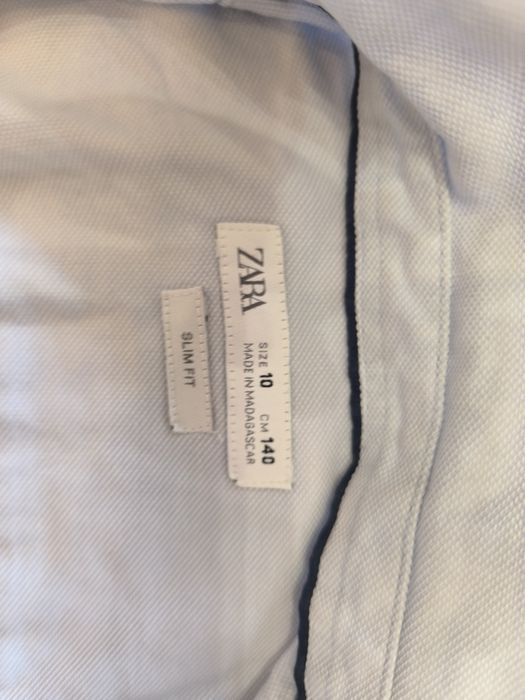 ZARA
SIZE 10 CM 140
MADE IN MADAGASCAR
SLIM FIT